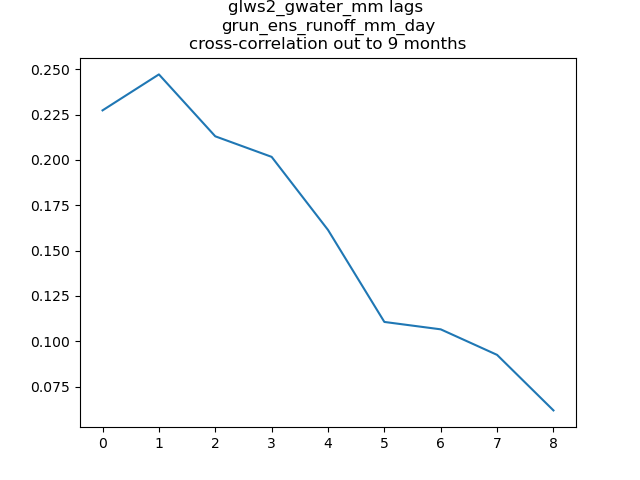 glws2_gwater_mm lags
grun_ens_runoff_mm_day
cross-correlation out to 9 months
0.250
0.225
0.200
0.175
0.150
0.125
0.100
0.075
0 1 2 3 4 5 6 7 8